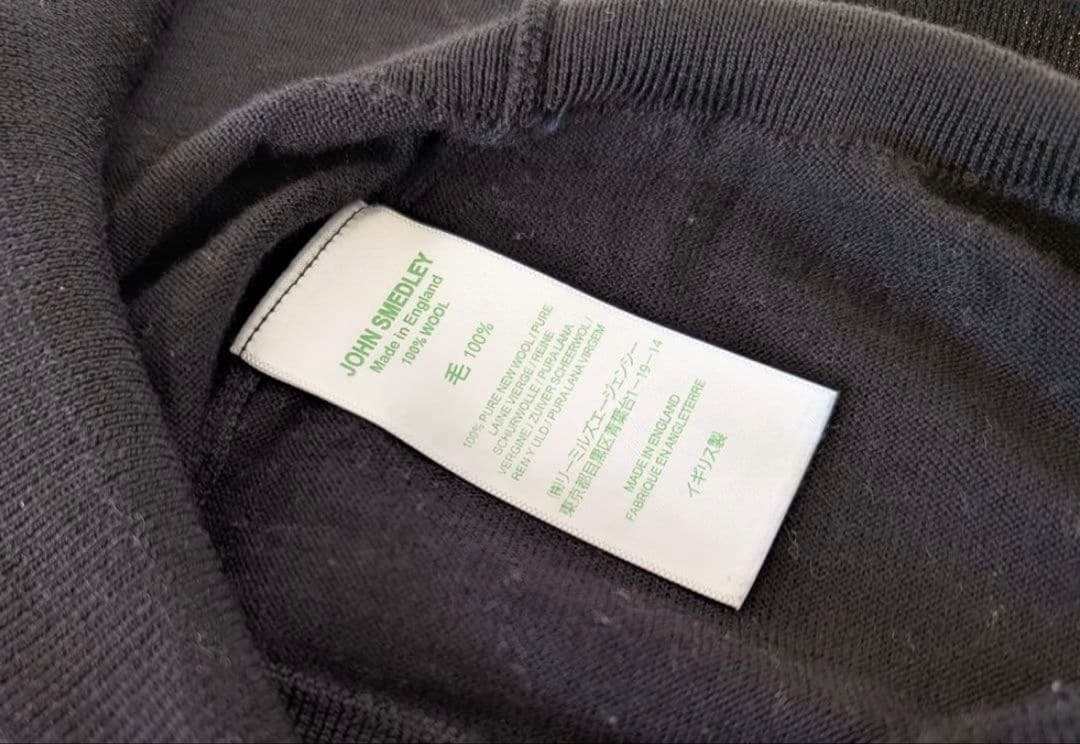 JOHN SMEDLEY
Made in England
100% WOOL
毛 100%
100% PURE NEW WOOL / PURE
LAINE VIERGE / REINE
SCHURWOLLE / PURA LANA
VERGINE / ZUIVER SCHEERWOL /
REN Y ULD / PURA LANA VIRGEM
㈱リーミルズエージェンシー
東京都目黒区青葉台1-19-14
MADE IN ENGLAND
FABRIQUE EN ANGLETERRE
イギリス製